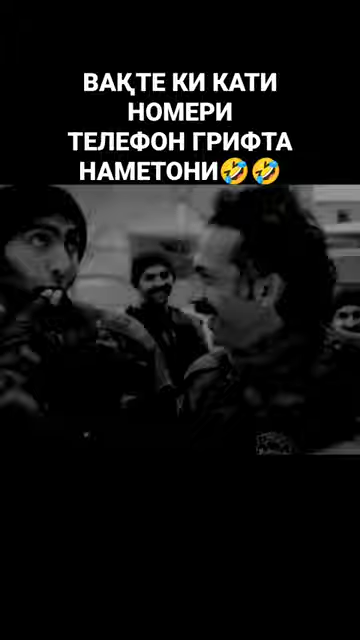 ВАҚТЕ КИ КАТИ
НОМЕРИ
ТЕЛЕФОН ГРИФТА
НАМЕТОНИ🤣🤣